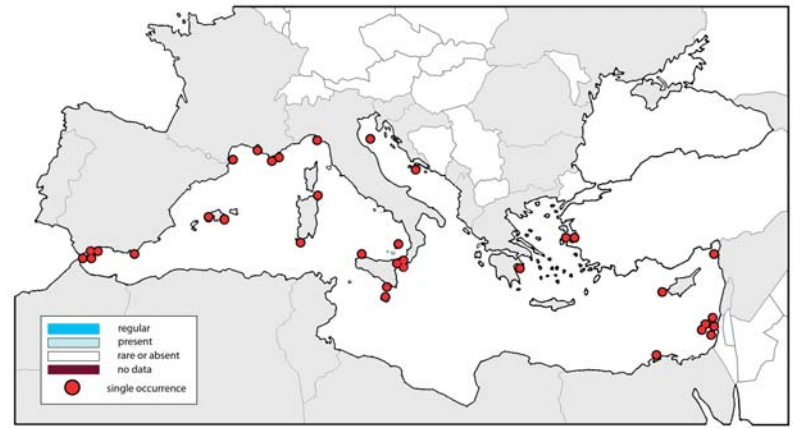 regular
present
rare or absent
no data
single occurrence